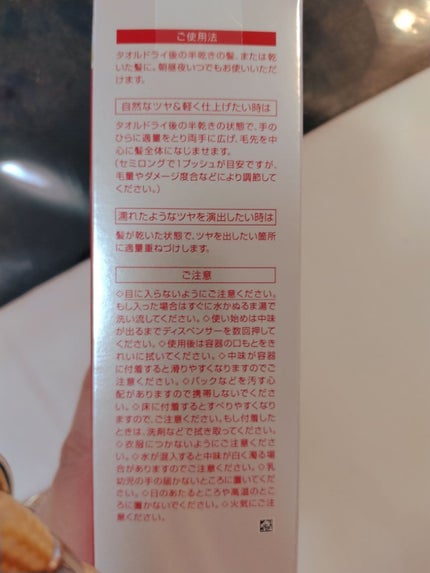 ご使用法
タオルドライ後の半乾きの髪、または乾
いた髪に。朝昼夜いつでもお使いいただ
けます。
自然なツヤ&軽く仕上げたい時は
タオルドライ後の半乾きの状態で、手の
ひらに適量をとり両手に広げ、毛先を中
心に髪全体になじませます。
(セミロングで1プッシュが目安ですが、
毛量やダメージ度合などにより調節して
ください。)
濡れたようなツヤを演出したい時は
髪が乾いた状態で、ツヤを出したい箇所
に適量重ねづけします。
ご注意
◇目に入らないようにご注意ください。
もし入った場合はすぐに水かぬるま湯で
洗い流してください。◇使い始めは中味
が出るまでディスペンサーを数回押して
ください。◇使用後は容器の口もとをき
れいに拭いてください。◇中味が容器
に付着すると滑りやすくなりますのでご
注意ください。◇バッグなどを汚す心
配がありますので携帯しないでくださ
い。◇床に付着するとすべりやすくなり
ますので、ご注意ください。もし付着した
ときは、洗剤などで拭き取ってください。
◇衣服につかないようにご注意くださ
い。◇水が混入すると中味が白く濁る場
合がありますのでご注意ください。◇乳
幼児の手の届かないところに置いてくだ
さい。◇日のあたるところや高温のとこ
ろに置かないでください。◇火気にご注
意ください。